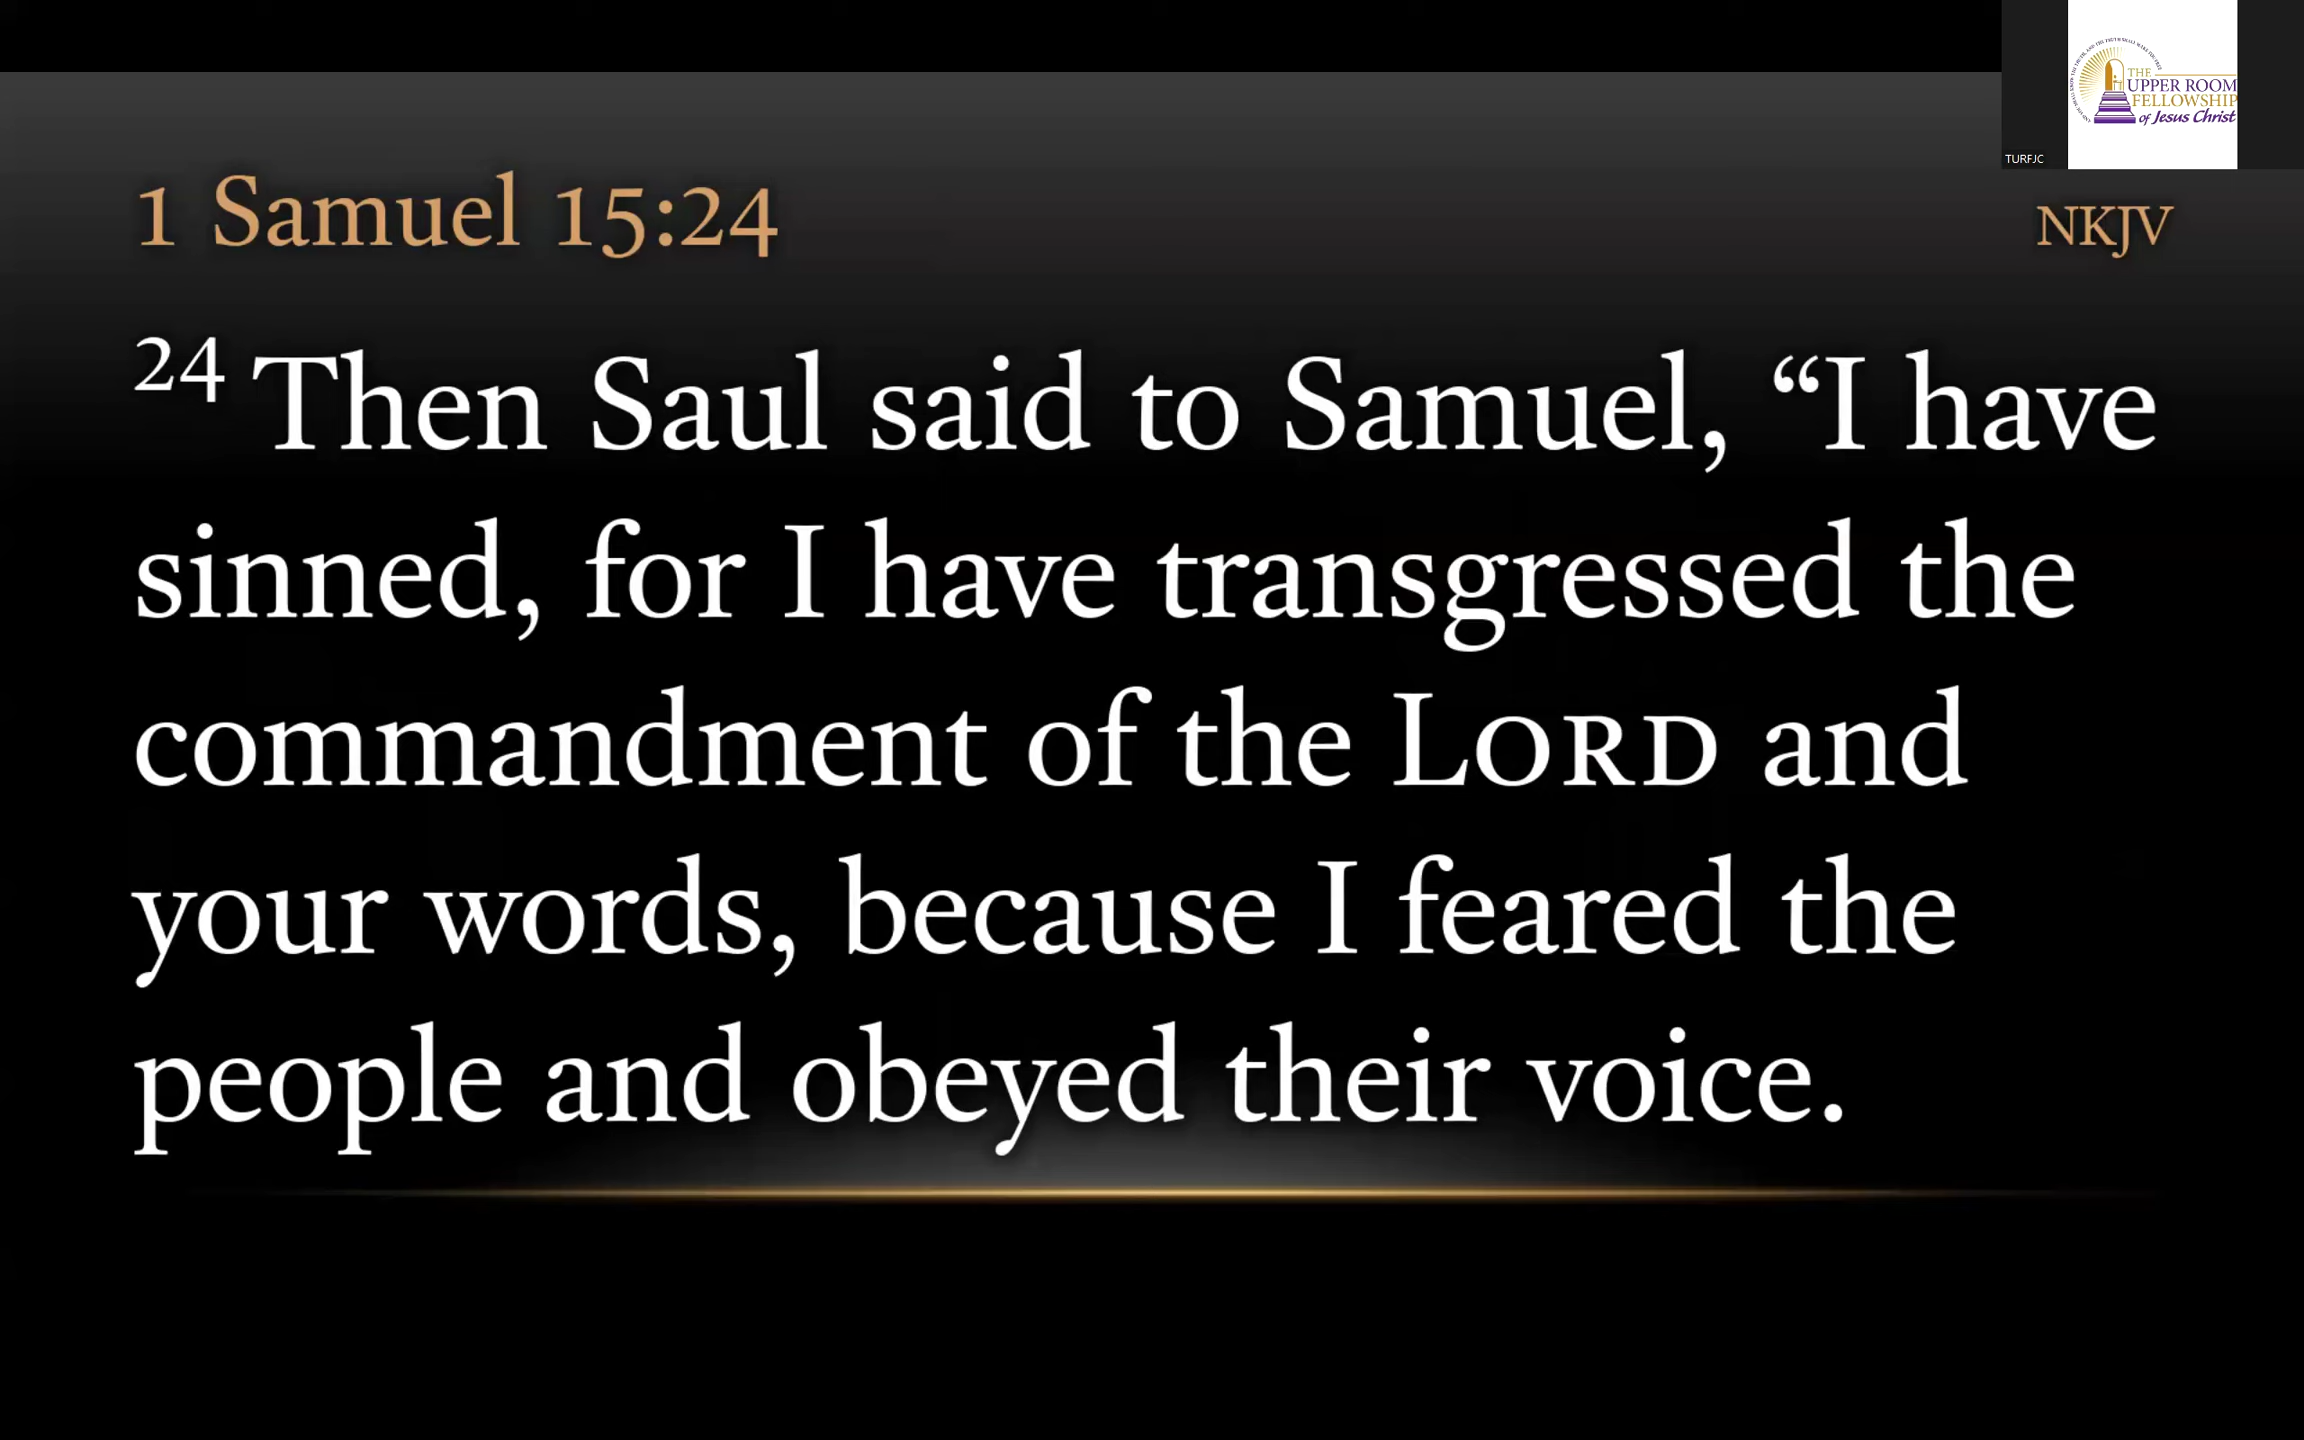 THE
UPPER ROOM
FELLOWSHIP
of Jesus Christ
TURFJC
1 Samuel 15:24
NKJV
24 Then Saul said to Samuel, “I have
sinned, for I have transgressed the
commandment of the LORD and
your words, because I feared the
people and obeyed their voice.